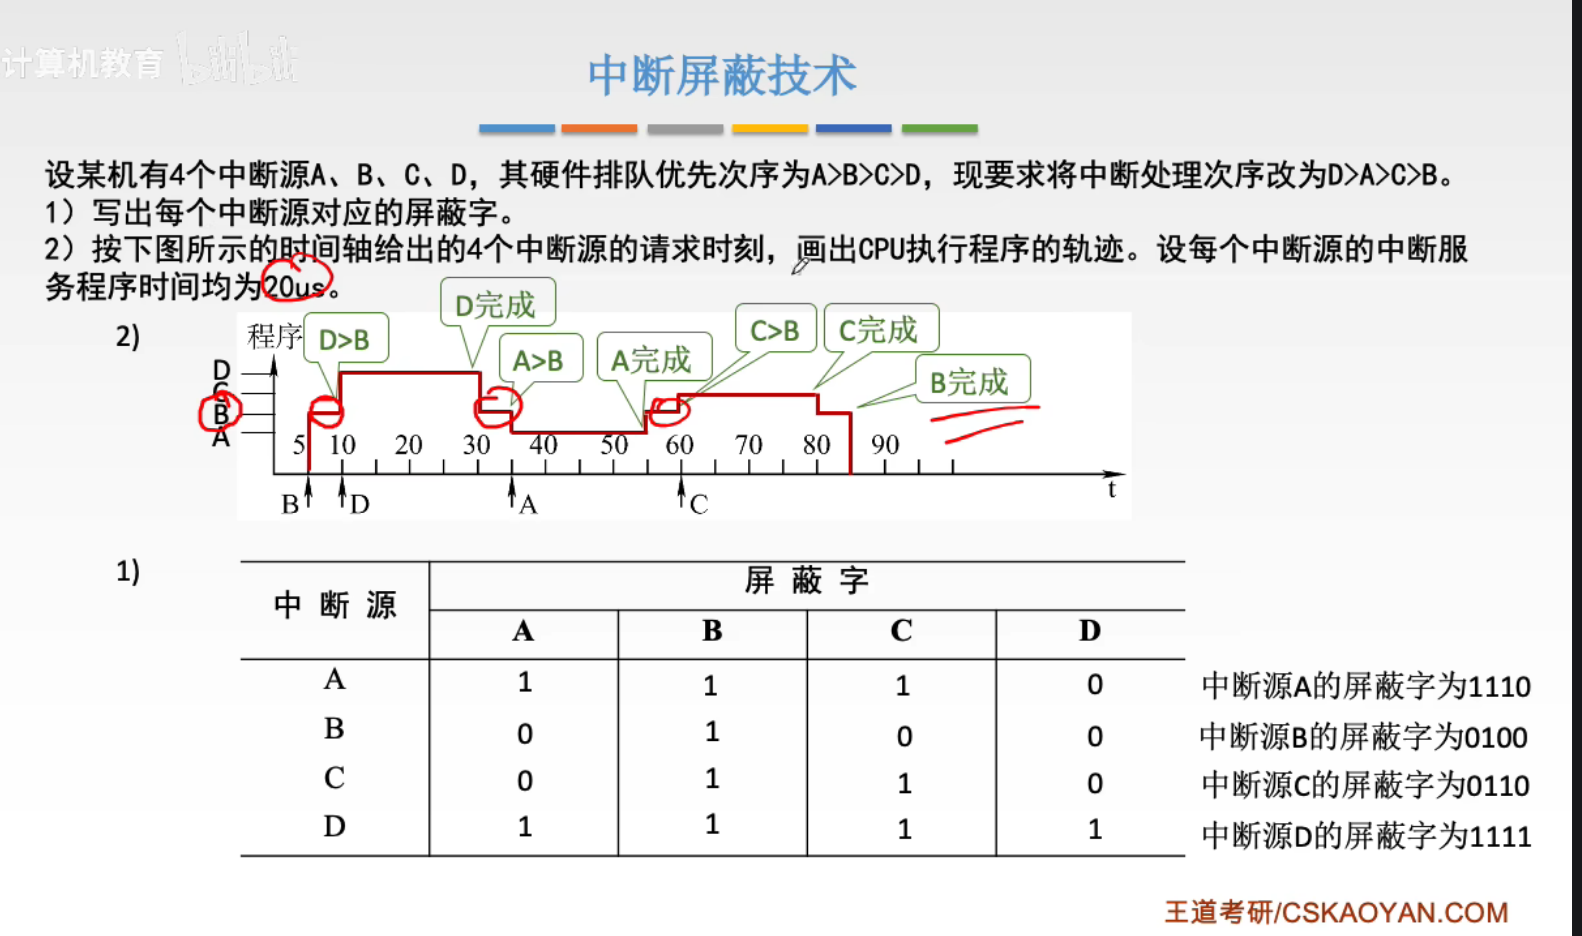 计算机教育 bilibili
中断屏蔽技术
设某机有4个中断源A、B、C、D，其硬件排队优先次序为A>B>C>D，现要求将中断处理次序改为D>A>C>B。
1）写出每个中断源对应的屏蔽字。
2）按下图所示的时间轴给出的4个中断源的请求时刻，画出CPU执行程序的轨迹。设每个中断源的中断服
务程序时间均为20us。
2)
程序
D>B
D完成
A>B
A完成
C>B
C完成
B完成
D
C
B
A
5 10 20 30 40 50 60 70 80 90
B D A C t
1)
中 断 源 屏 蔽 字
A B C D
A 1 1 1 0 中断源A的屏蔽字为1110
B 0 1 0 0 中断源B的屏蔽字为0100
C 0 1 1 0 中断源C的屏蔽字为0110
D 1 1 1 1 中断源D的屏蔽字为1111
王道考研/CSKAOYAN.COM